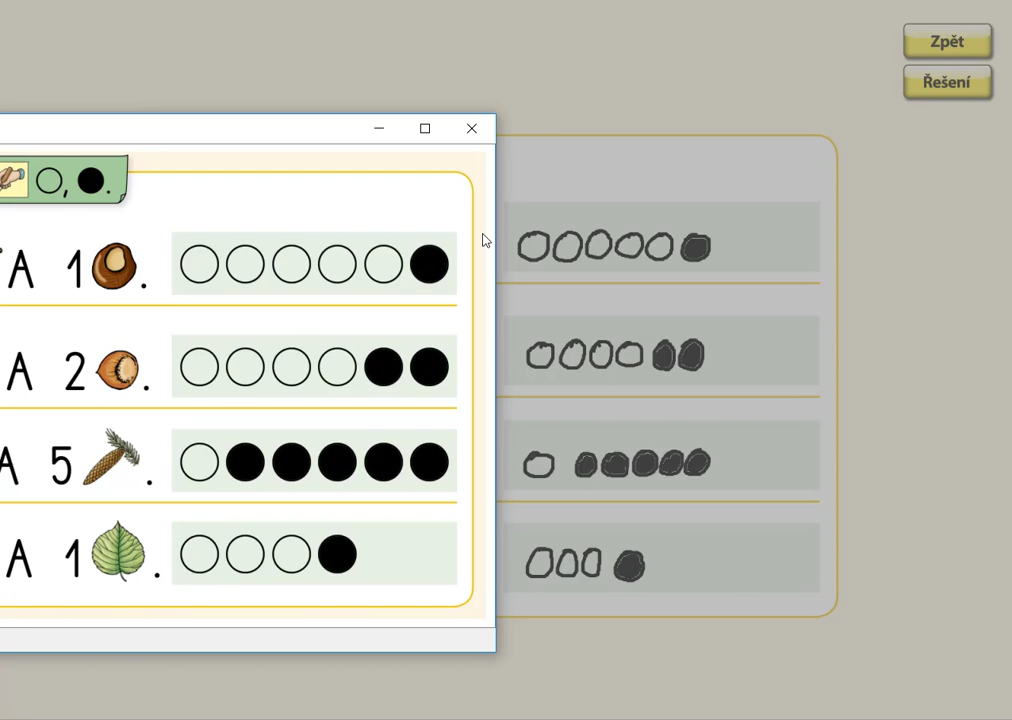 Zpět
Řešení
, .
A 1 .
A 2 .
A 5 .
A 1 .